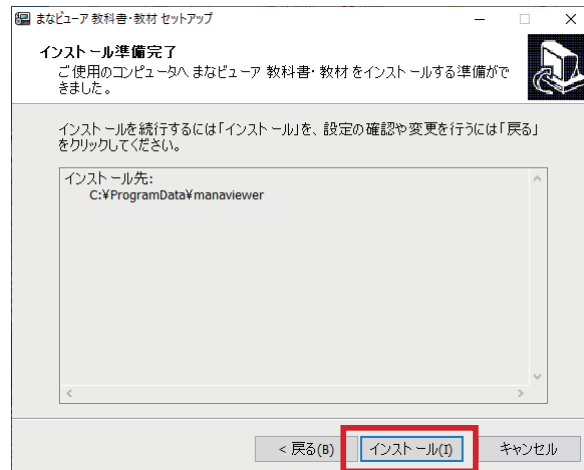 まなビューア 教科書・教材 セットアップ
インストール準備完了
ご使用のコンピュータへ まなビューア 教科書・教材 をインストールする準備がで
きました。
インストールを続行するには「インストール」を、設定の確認や変更を行うには「戻る」
をクリックしてください。
インストール先:
C:¥ProgramData¥manaviewer
< 戻る(B)
インストール(I)
キャンセル